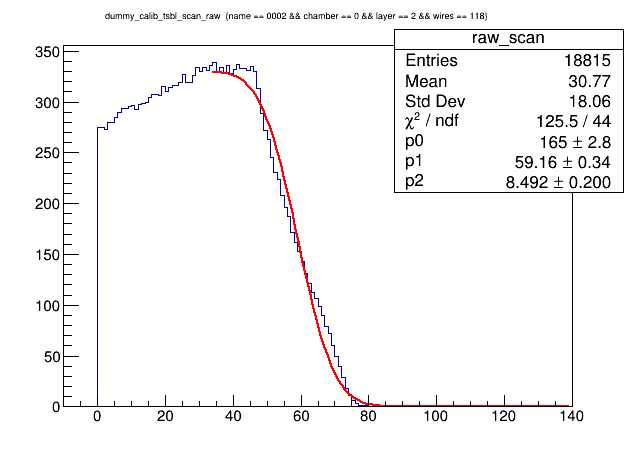 dummy_calib_tsbl_scan_raw (name == 0002 && chamber == 0 && layer == 2 && wires == 118)
raw_scan
Entries 18815
Mean 30.77
Std Dev 18.06
χ² / ndf 125.5 / 44
p0 165 ± 2.8
p1 59.16 ± 0.34
p2 8.492 ± 0.200
350
300
250
200
150
100
50
0
0 20 40 60 80 100 120 140